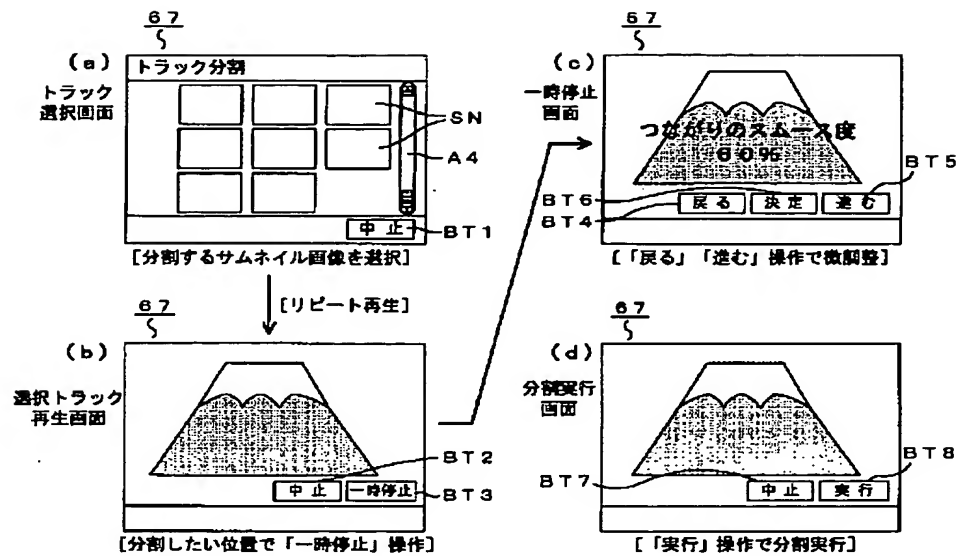 67
(a)
トラック分割
トラック
選択画面
SN
A4
中止
BT1
[分割するサムネイル画像を選択]
[リピート再生]
67
(b)
選択トラック
再生画面
BT2
中止
一時停止
BT3
[分割したい位置で「一時停止」操作]
67
(c)
一時停止
画面
つながりのスムース度
60%
BT5
BT6
BT4
戻る
決定
進む
[「戻る」「進む」操作で微調整]
67
(d)
分割実行
画面
BT8
BT7
中止
実行
[「実行」操作で分割実行]